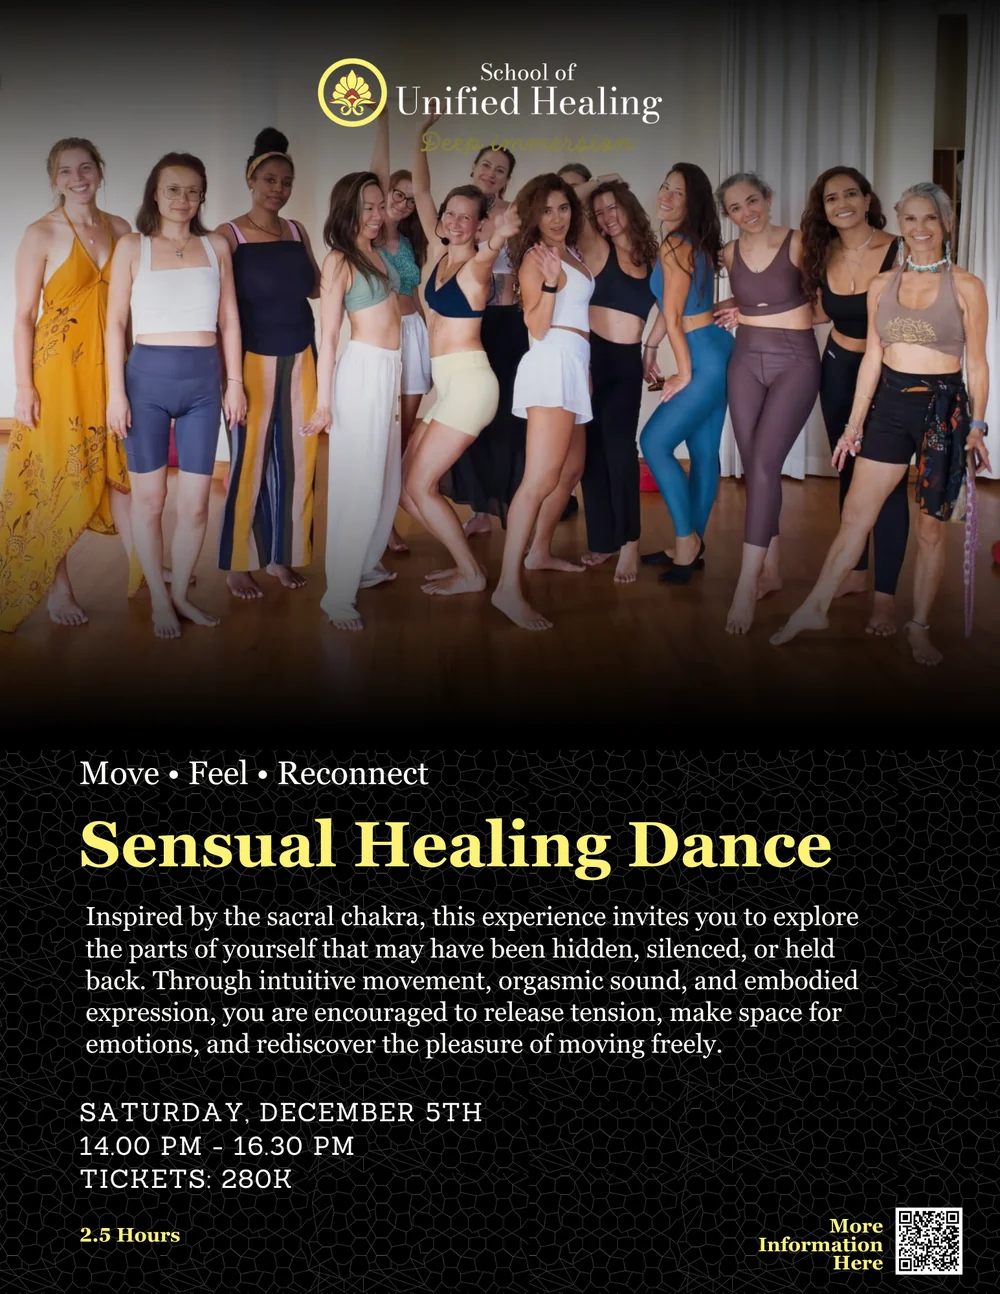 School of
Unified Healing
Deep Immersion
Move • Feel • Reconnect
Sensual Healing Dance
Inspired by the sacral chakra, this experience invites you to explore
the parts of yourself that may have been hidden, silenced, or held
back. Through intuitive movement, orgasmic sound, and embodied
expression, you are encouraged to release tension, make space for
emotions, and rediscover the pleasure of moving freely.
SATURDAY, DECEMBER 5TH
14.00 PM - 16.30 PM
TICKETS: 280K
2.5 Hours
More
Information
Here